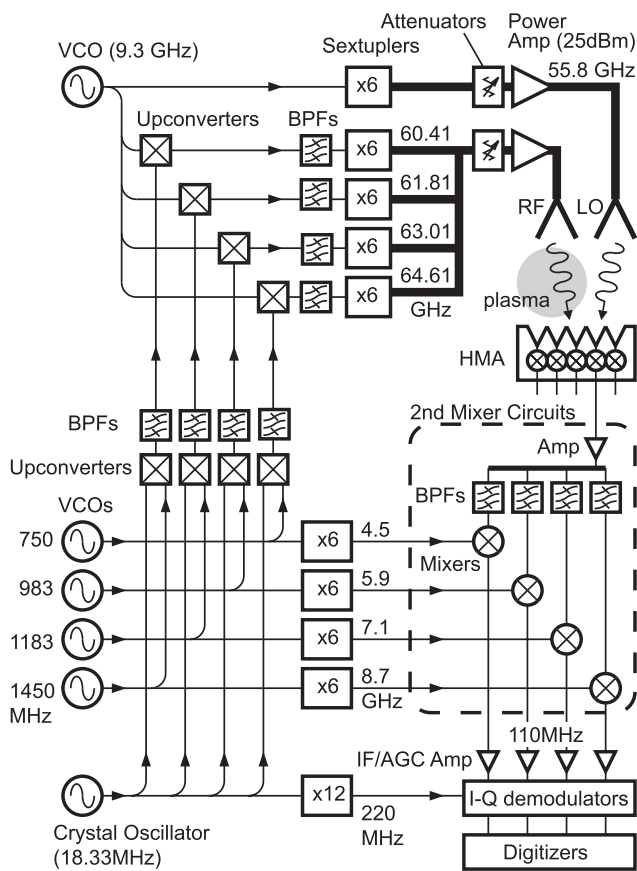 VCO (9.3 GHz)
Sextuplers
Attenuators
Power
Amp (25dBm)
55.8 GHz
x6
Upconverters
BPFs
x6
60.41
x6
61.81
x6
63.01
x6
64.61
GHz
RF
LO
plasma
HMA
2nd Mixer Circuits
Amp
BPFs
BPFs
Upconverters
VCOs
750
x6
4.5
Mixers
983
x6
5.9
1183
x6
7.1
1450
MHz
x6
8.7
GHz
110MHz
IF/AGC Amp
x12
220
MHz
I-Q demodulators
Crystal Oscillator
(18.33MHz)
Digitizers